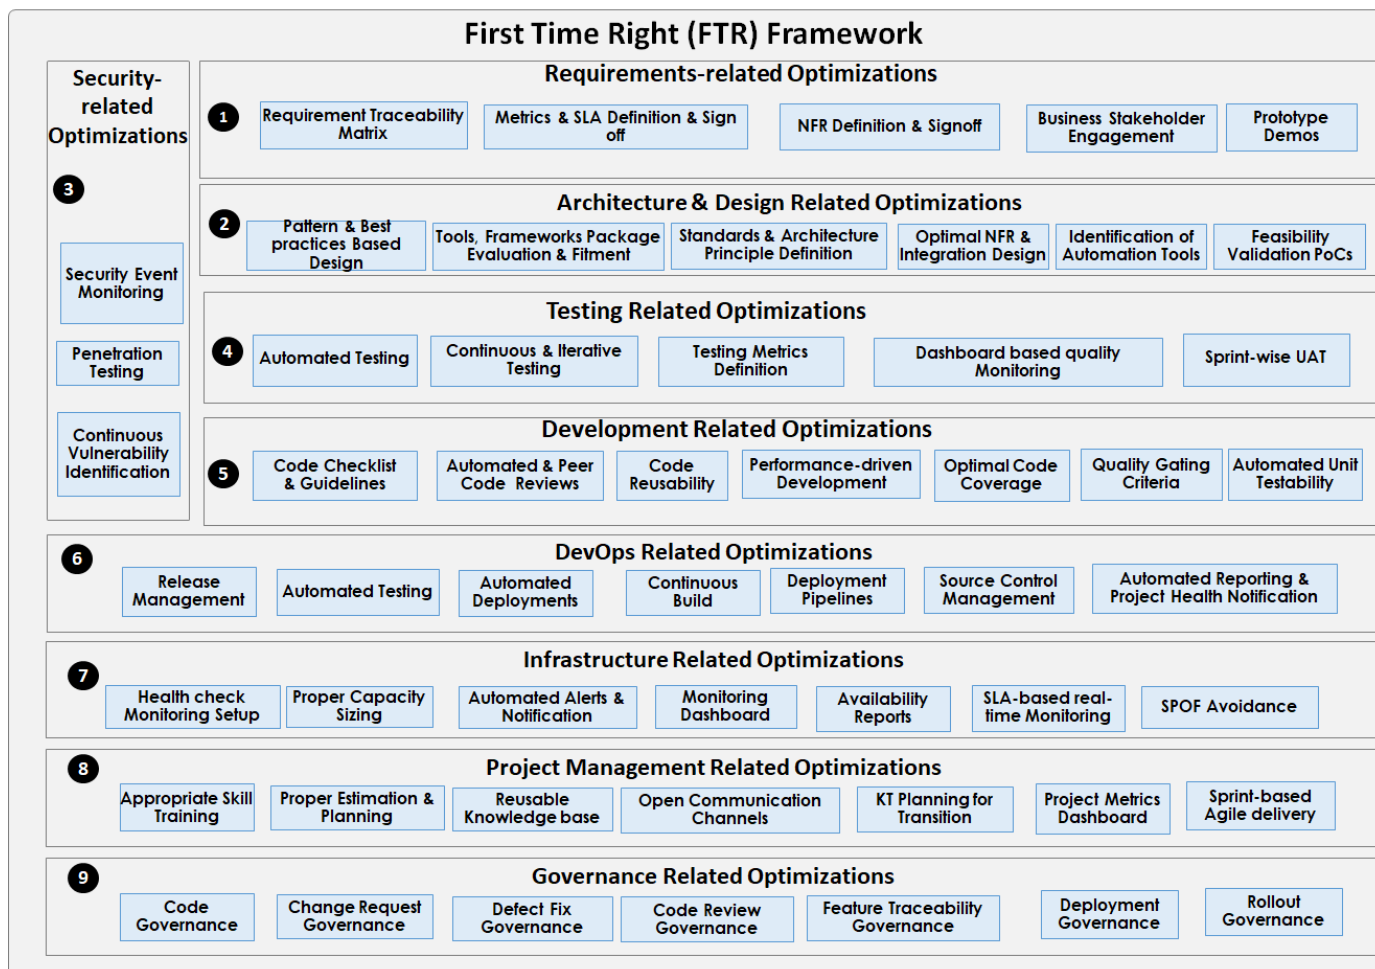 First Time Right (FTR) Framework
Security-
related
Optimizations
3
Security Event
Monitoring
Penetration
Testing
Continuous
Vulnerability
Identification
Requirements-related Optimizations
1
Requirement Traceability
Matrix
Metrics & SLA Definition & Sign
off
NFR Definition & Signoff
Business Stakeholder
Engagement
Prototype
Demos
Architecture & Design Related Optimizations
2
Pattern & Best
practices Based
Design
Tools, Frameworks Package
Evaluation & Fitment
Standards & Architecture
Principle Definition
Optimal NFR &
Integration Design
Identification of
Automation Tools
Feasibility
Validation PoCs
Testing Related Optimizations
4
Automated Testing
Continuous & Iterative
Testing
Testing Metrics
Definition
Dashboard based quality
Monitoring
Sprint-wise UAT
Development Related Optimizations
5
Code Checklist
& Guidelines
Automated & Peer
Code Reviews
Code
Reusability
Performance-driven
Development
Optimal Code
Coverage
Quality Gating
Criteria
Automated Unit
Testability
DevOps Related Optimizations
6
Release
Management
Automated Testing
Automated
Deployments
Continuous
Build
Deployment
Pipelines
Source Control
Management
Automated Reporting &
Project Health Notification
Infrastructure Related Optimizations
7
Health check
Monitoring Setup
Proper Capacity
Sizing
Automated Alerts &
Notification
Monitoring
Dashboard
Availability
Reports
SLA-based real-
time Monitoring
SPOF Avoidance
Project Management Related Optimizations
8
Appropriate Skill
Training
Proper Estimation &
Planning
Reusable
Knowledge base
Open Communication
Channels
KT Planning for
Transition
Project Metrics
Dashboard
Sprint-based
Agile delivery
Governance Related Optimizations
9
Code
Governance
Change Request
Governance
Defect Fix
Governance
Code Review
Governance
Feature Traceability
Governance
Deployment
Governance
Rollout
Governance